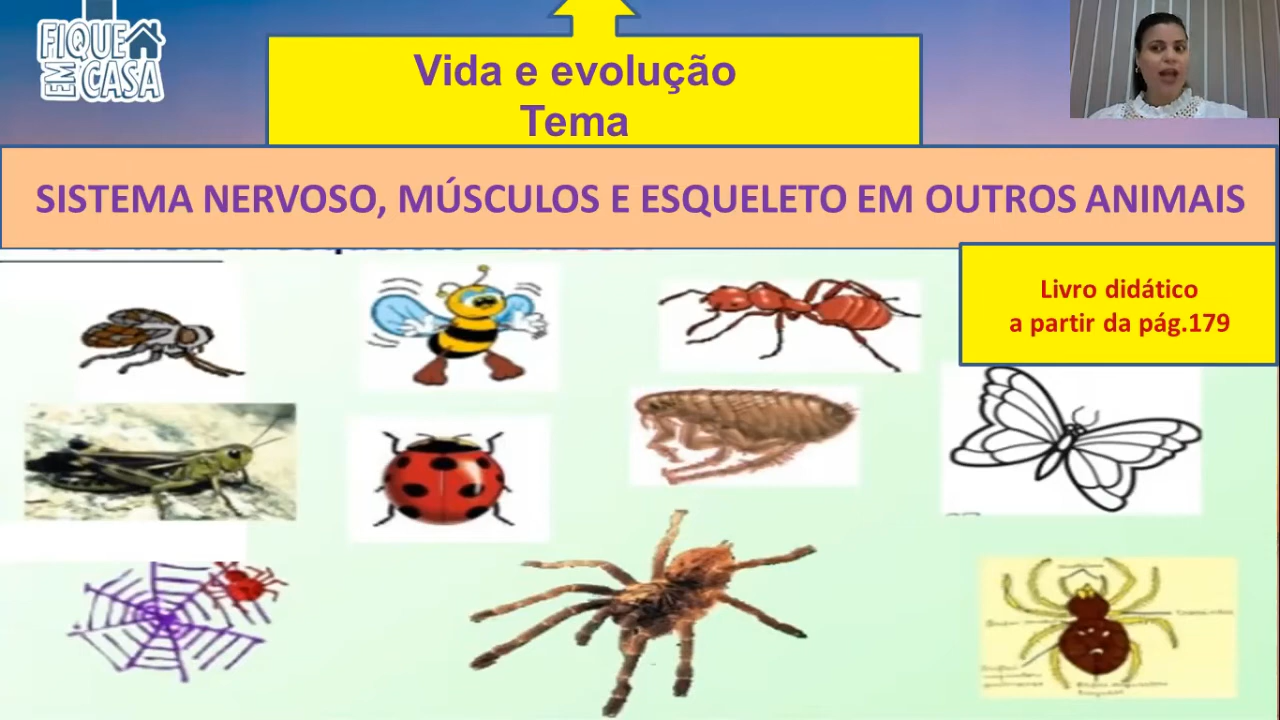 FIQUE
EM CASA
Vida e evolução
Tema
SISTEMA NERVOSO, MÚSCULOS E ESQUELETO EM OUTROS ANIMAIS
Livro didático
a partir da pág.179